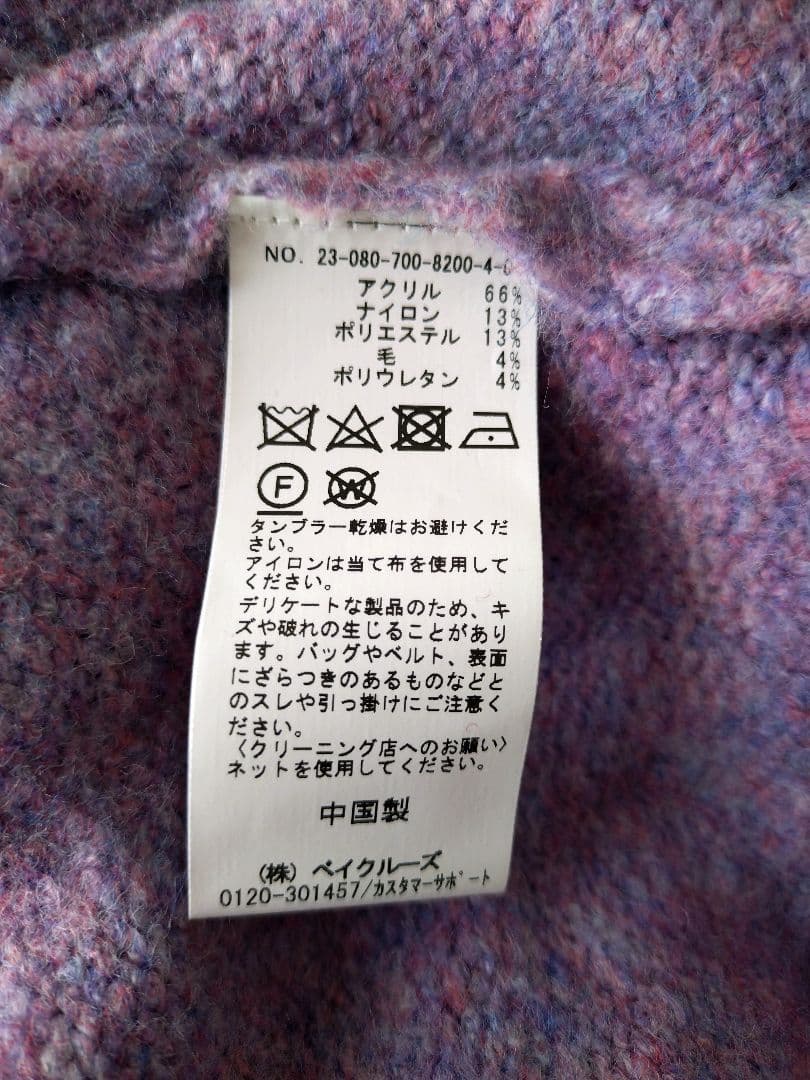 NO. 23-080-700-8200-4-
アクリル 66%
ナイロン 13%
ポリエステル 13%
毛 4%
ポリウレタン 4%
F W
タンブラー乾燥はお避けくだ
さい。
アイロンは当て布を使用して
ください。
デリケートな製品のため、キ
ズや破れの生じることがあり
ます。バッグやベルト、表面
にざらつきのあるものなどと
のスレや引っ掛けにご注意く
ださい。
〈クリーニング店へのお願い〉
ネットを使用してください。
中国製
(株) ベイクルーズ
0120-301457/カスタマーサポート